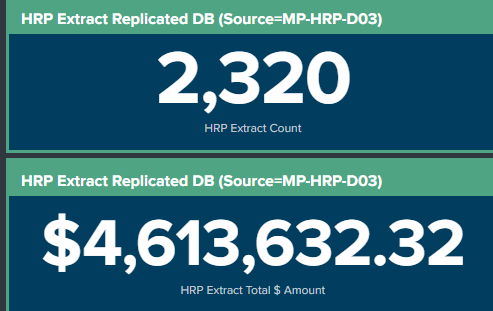 HRP Extract Replicated DB (Source=MP-HRP-D03)
2,320
HRP Extract Count
HRP Extract Replicated DB (Source=MP-HRP-D03)
$4,613,632.32
HRP Extract Total $ Amount